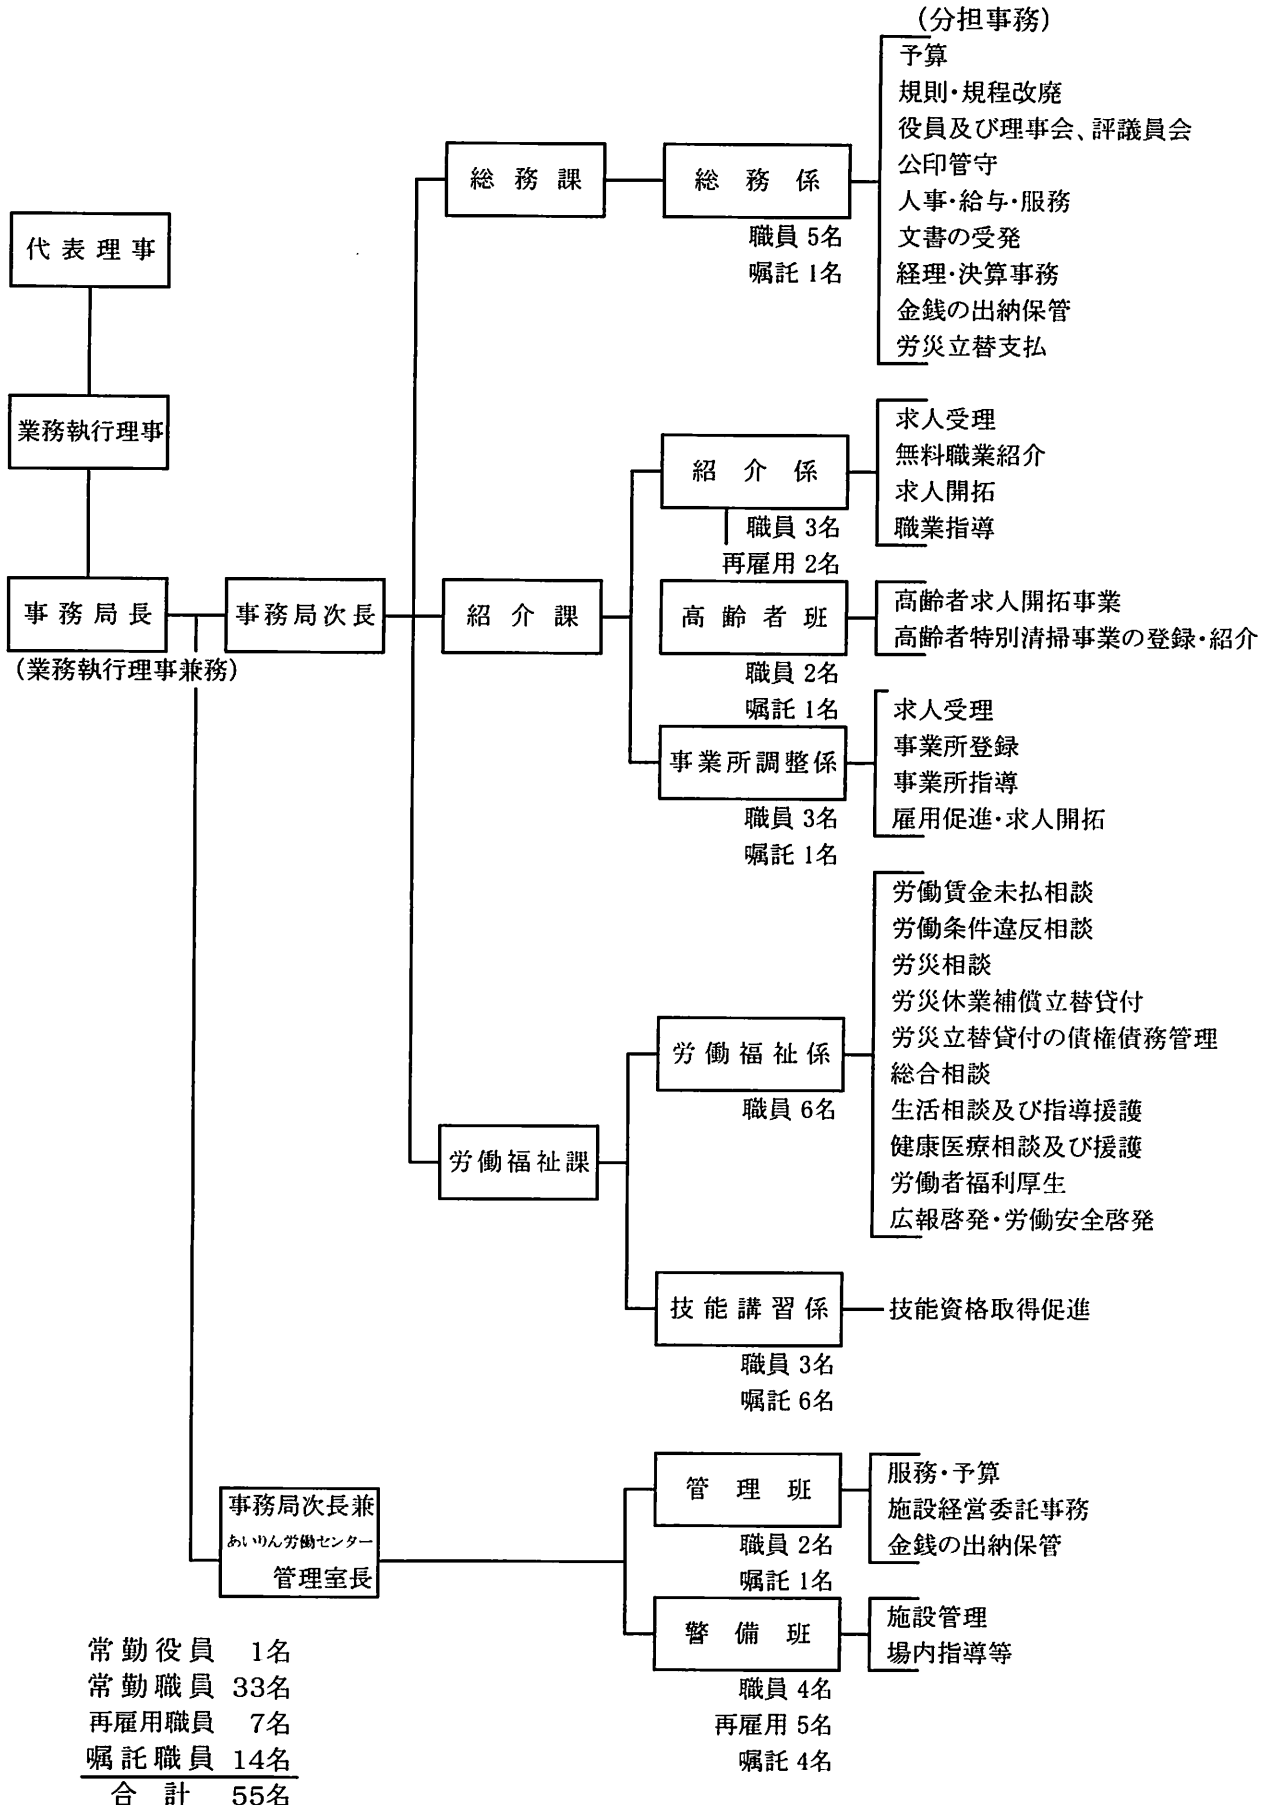 代表理事
業務執行理事
事務局長
(業務執行理事兼務)
事務局次長
総務課
総務係
職員 5名
嘱託 1名
(分担事務)
予算
規則・規程改廃
役員及び理事会、評議員会
公印管守
人事・給与・服務
文書の受発
経理・決算事務
金銭の出納保管
労災立替支払
紹介課
紹介係
職員 3名
再雇用 2名
求人受理
無料職業紹介
求人開拓
職業指導
高齢者班
職員 2名
嘱託 1名
高齢者求人開拓事業
高齢者特別清掃事業の登録・紹介
事業所調整係
職員 3名
嘱託 1名
求人受理
事業所登録
事業所指導
雇用促進・求人開拓
労働福祉課
労働福祉係
職員 6名
労働賃金未払相談
労働条件違反相談
労災相談
労災休業補償立替貸付
労災立替貸付の債権債務管理
総合相談
生活相談及び指導援護
健康医療相談及び援護
労働者福利厚生
広報啓発・労働安全啓発
技能講習係
職員 3名
嘱託 6名
技能資格取得促進
事務局次長兼
あいりん労働センター
管理室長
管理班
職員 2名
嘱託 1名
服務・予算
施設経営委託事務
金銭の出納保管
警備班
職員 4名
再雇用 5名
嘱託 4名
施設管理
場内指導等
常勤役員 1名
常勤職員 33名
再雇用職員 7名
嘱託職員 14名
合計 55名